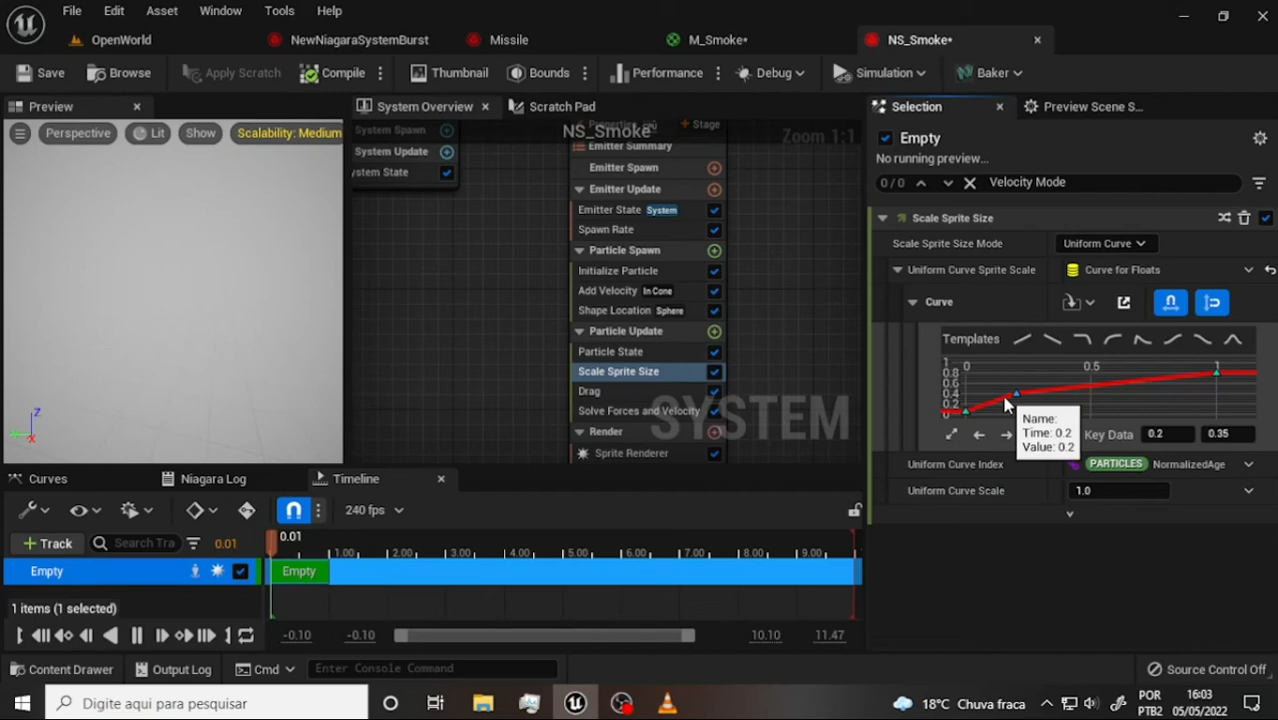 File Edit Window Tools Help
OpenWorld NewNiagaraSystemBurst Missile M_Smoke* NS_Smoke*
Save Browse Apply Scratch Compile Thumbnail Bounds Performance Debug Simulation Baker
Preview System Overview Scratch Pad Selection Preview Scene S...
Perspective Lit Show Scalability: Medium
NS_Smoke
Zoom 1:1
System Spawn
System Update
ystem State
Properties
Stage
Emitter Summary
Emitter Spawn
Emitter Update
Emitter State System
Spawn Rate
Particle Spawn
Initialize Particle
Add Velocity In Cone
Shape Location Sphere
Particle Update
Particle State
Scale Sprite Size
Drag
Solve Forces and Velocity
Render
Sprite Renderer
SYSTEM
Empty
No running preview...
0/0 Velocity Mode
Scale Sprite Size
Scale Sprite Size Mode Uniform Curve
Uniform Curve Sprite Scale Curve for Floats
Curve
Templates
1 0 0.5 1
0.8
0.6
0.4
0.2
0
Name:
Time: 0.2
Value: 0.2
Key Data 0.2 0.35
Uniform Curve Index PARTICLES NormalizedAge
Uniform Curve Scale 1.0
Curves Niagara Log Timeline
240 fps
+ Track Search Tra 0.01
0.01
1.00 2.00 3.00 4.00 5.00 6.00 7.00 8.00 9.00
Empty Empty
1 items (1 selected)
-0.10 -0.10 10.10 11.47
Content Drawer Output Log Cmd Enter Console Command Source Control Off
Digite aqui para pesquisar 18°C Chuva fraca POR PTB2 16:03 05/05/2022